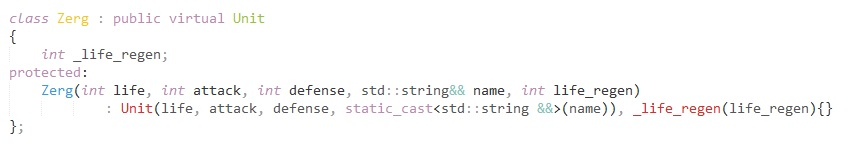 class Zerg : public virtual Unit
{
    int _life_regen;
protected:
    Zerg(int life, int attack, int defense, std::string&& name, int life_regen)
            : Unit(life, attack, defense, static_cast<std::string &&>(name)), _life_regen(life_regen){}
};